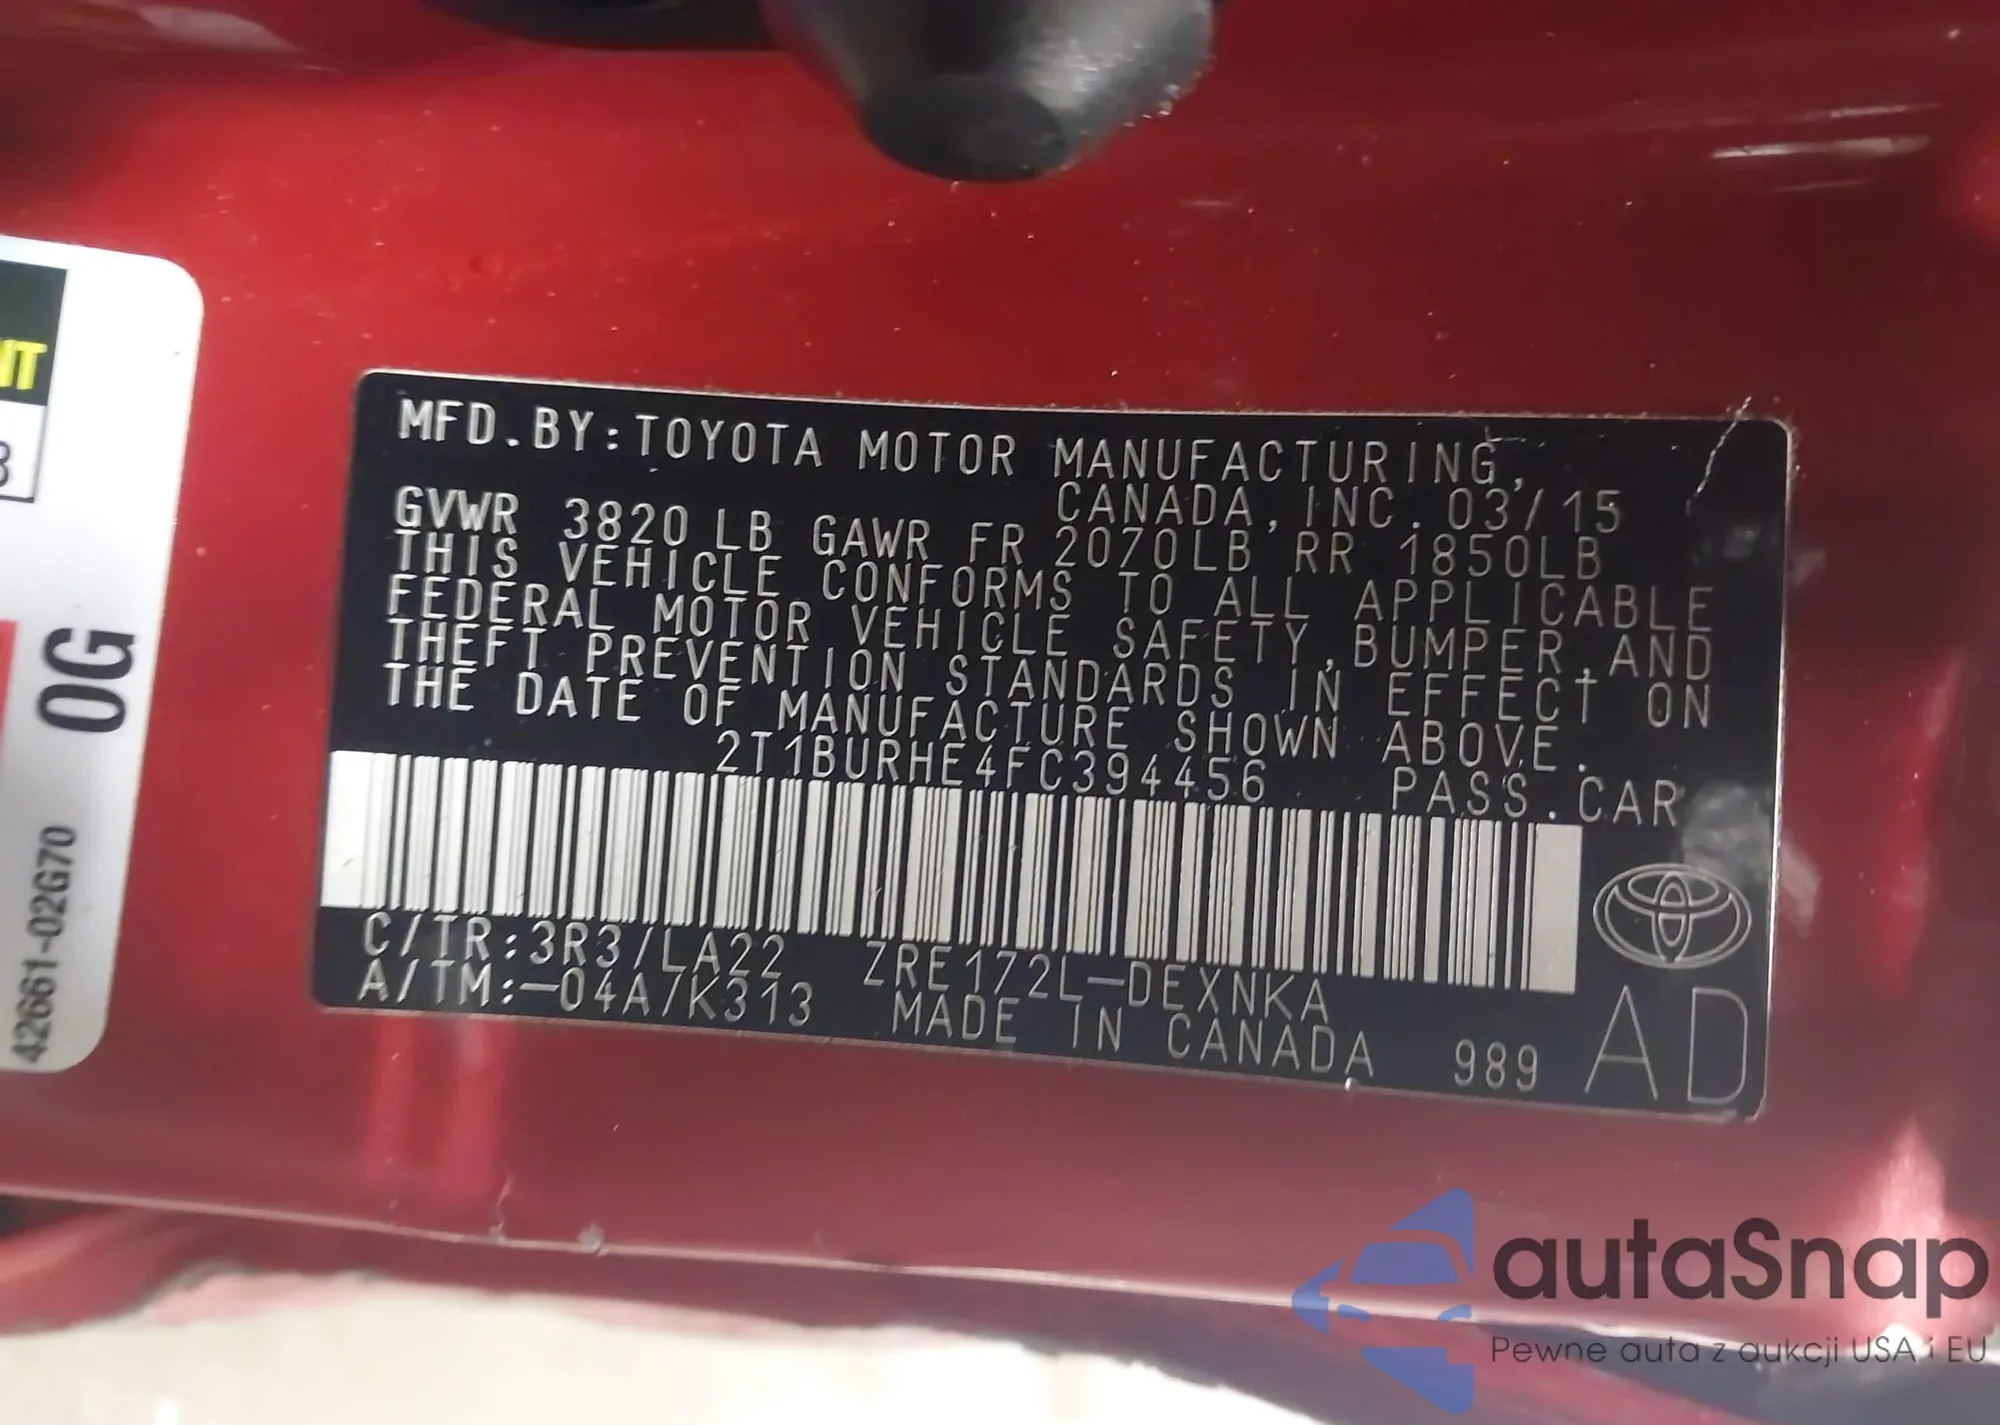 NT
3
0G
42661-02G70
MFD.BY:TOYOTA MOTOR MANUFACTURING,
CANADA,INC. 03/15
GVWR 3820LB GAWR FR 2070LB RR 1850LB
THIS VEHICLE CONFORMS TO ALL APPLICABLE
FEDERAL MOTOR VEHICLE SAFETY,BUMPER,AND
THEFT PREVENTION STANDARDS IN EFFECT ON
THE DATE OF MANUFACTURE SHOWN ABOVE.
2T1BURHE4FC394456 PASS.CAR
C/TR:3R3/LA22 ZRE172L-DEXNKA
A/TM:-04A/K313 MADE IN CANADA 989 AD
autaSnap
Pewne auta z aukcji USA i EU